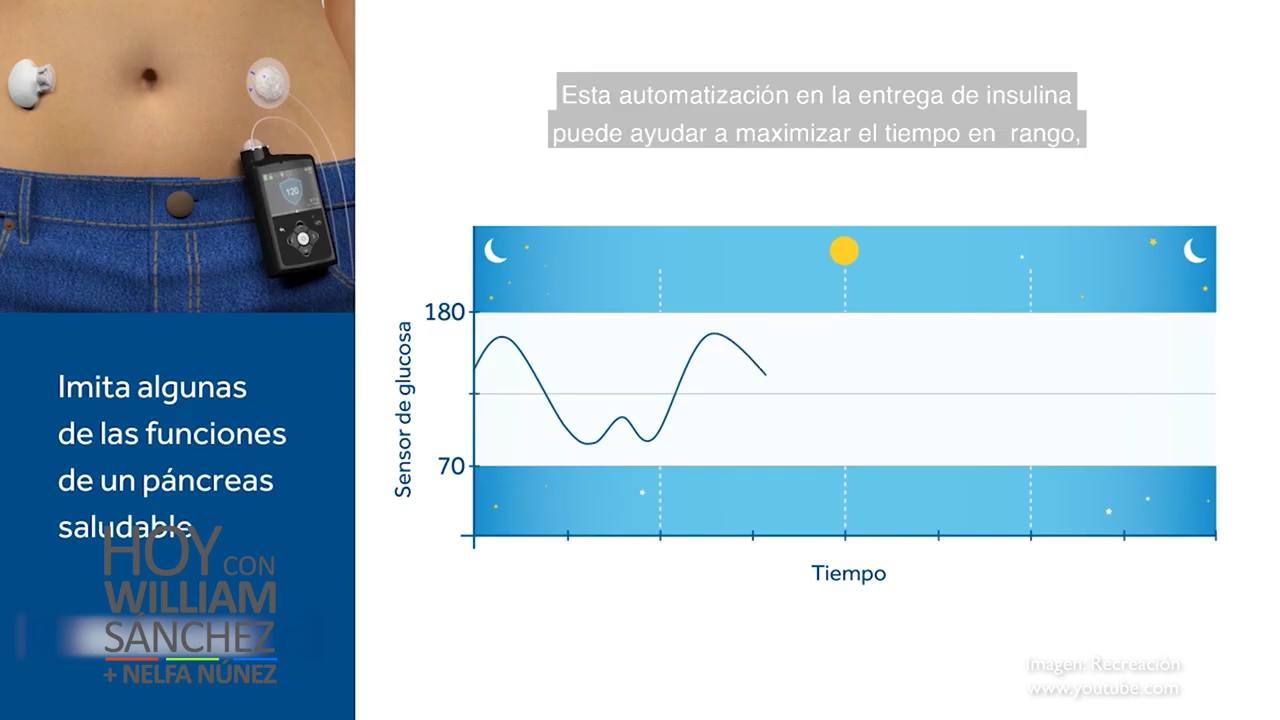 Esta automatización en la entrega de insulina
puede ayudar a maximizar el tiempo en  rango,
120
Imita algunas
de las funciones
de un páncreas
saludable
HOY CON
WILLIAM
SÁNCHEZ
+ NELFA NÚNEZ
Sensor de glucosa
180
70
Tiempo
Imagen: Recreación
www.youtube.com